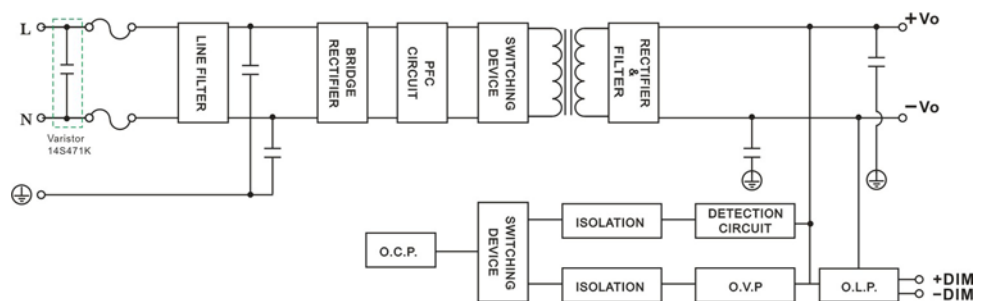 L
N
Varistor
14S471K
LINE FILTER
BRIDGE
RECTIFIER
PFC
CIRCUIT
SWITCHING
DEVICE
RECTIFIER
&
FILTER
+Vo
-Vo
O.C.P.
SWITCHING
DEVICE
ISOLATION
DETECTION
CIRCUIT
ISOLATION
O.V.P
O.L.P.
+DIM
-DIM